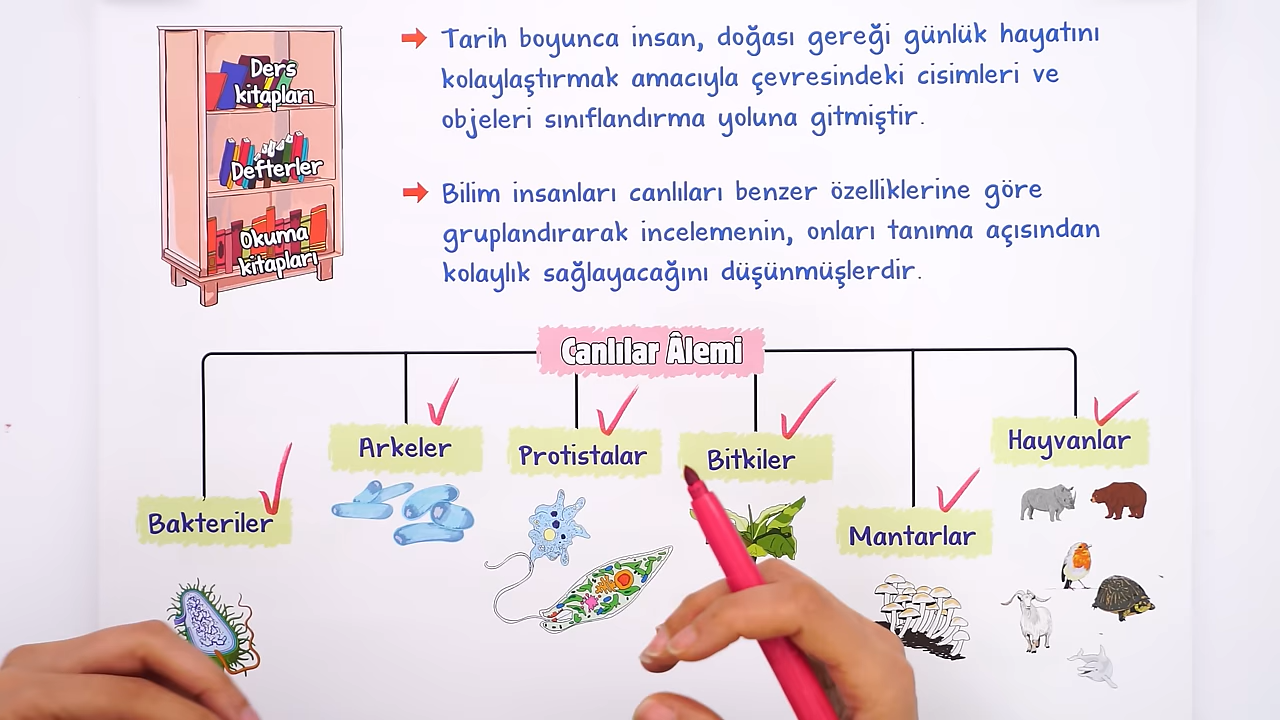 Ders
kitapları
Defterler
Okuma
kitapları
Tarih boyunca insan, doğası gereği günlük hayatını
kolaylaştırmak amacıyla çevresindeki cisimleri ve
objeleri sınıflandırma yoluna gitmiştir.
Bilim insanları canlıları benzer özelliklerine göre
gruplandırarak incelemenin, onları tanıma açısından
kolaylık sağlayacağını düşünmüşlerdir.
Canlılar Âlemi
Bakteriler
Arkeler
Protistalar
Bitkiler
Mantarlar
Hayvanlar